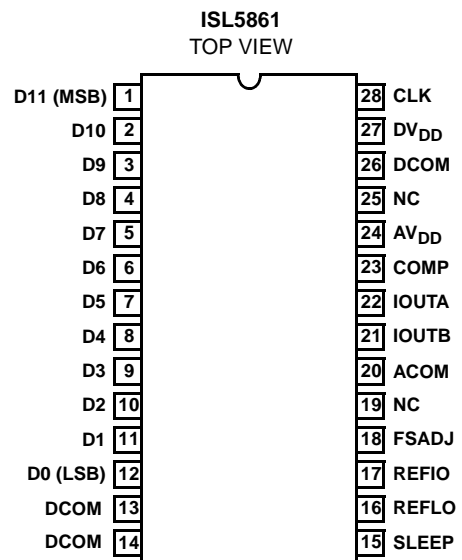 ISL5861
TOP VIEW
D11 (MSB) 1 28 CLK
D10 2 27 DVDD
D9 3 26 DCOM
D8 4 25 NC
D7 5 24 AVDD
D6 6 23 COMP
D5 7 22 IOUTA
D4 8 21 IOUTB
D3 9 20 ACOM
D2 10 19 NC
D1 11 18 FSADJ
D0 (LSB) 12 17 REFIO
DCOM 13 16 REFLO
DCOM 14 15 SLEEP